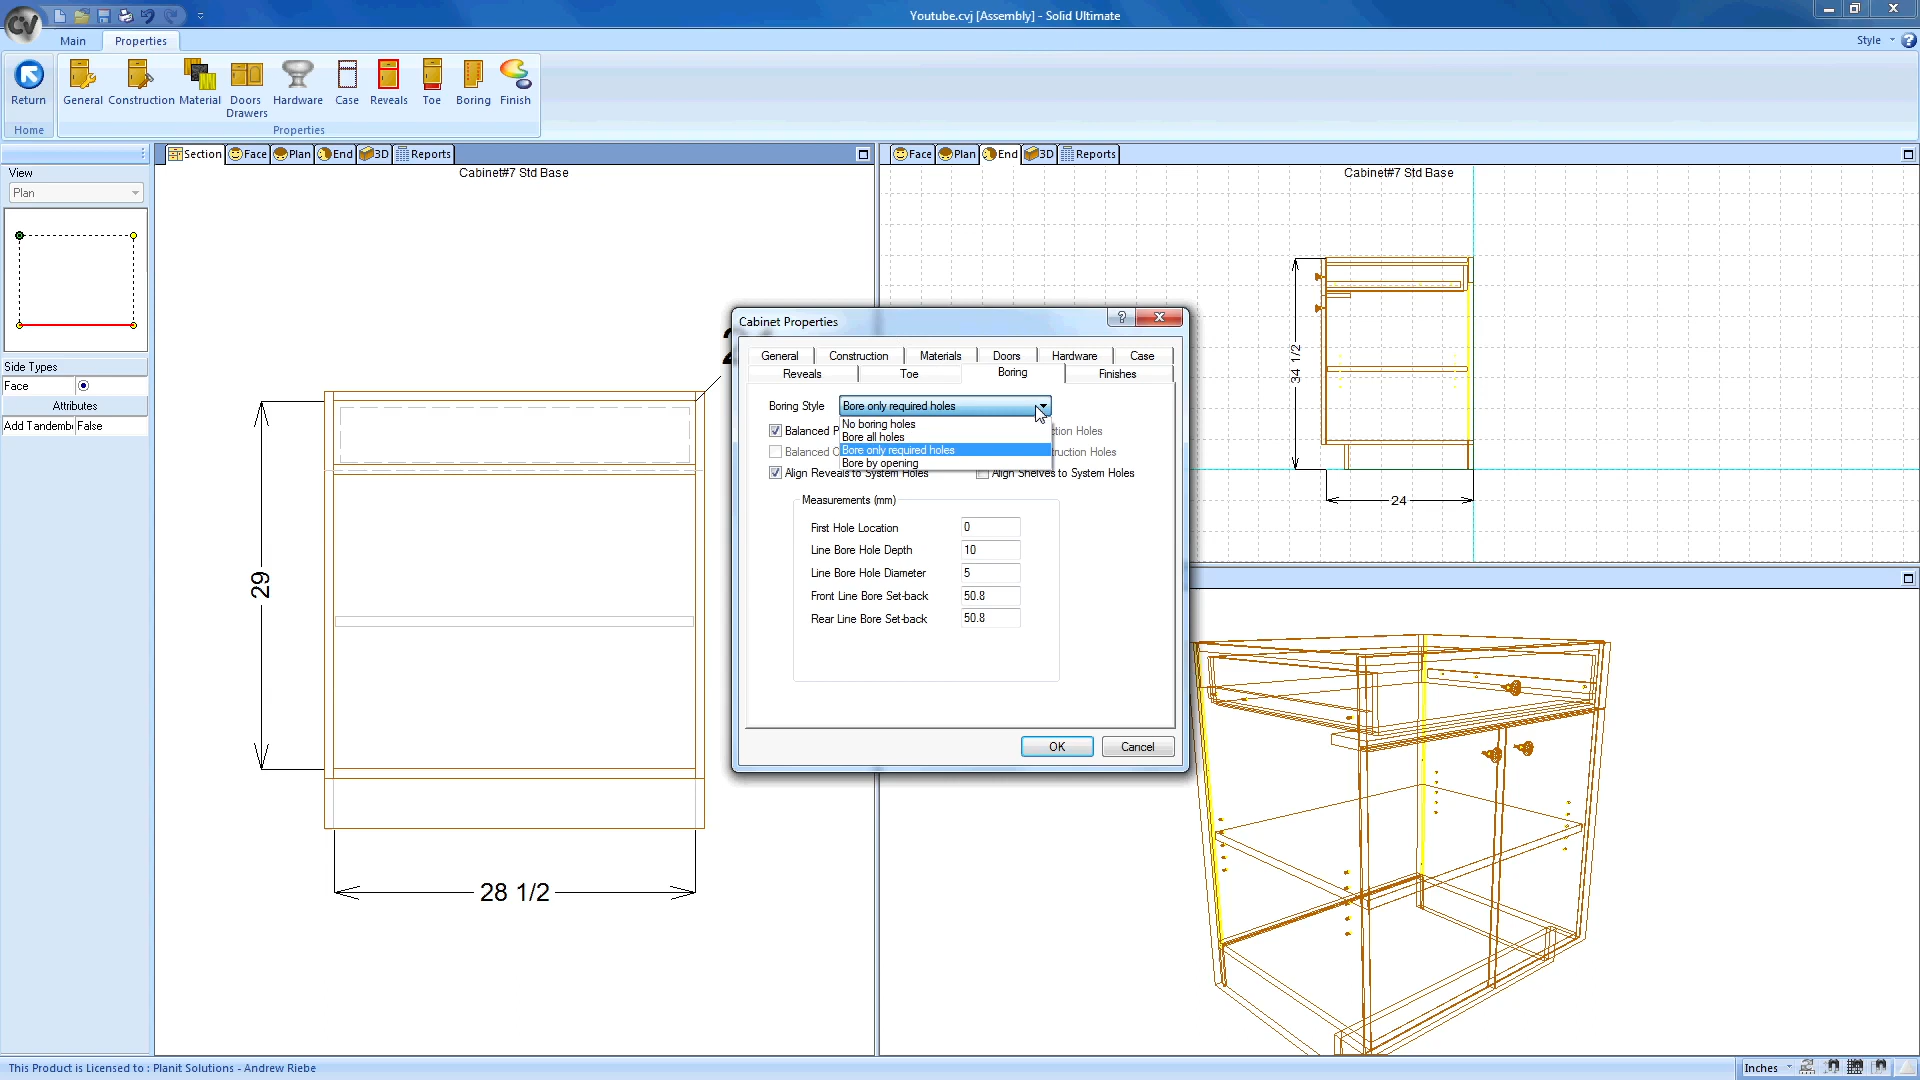 Youtube.cvj [Assembly] - Solid Ultimate
CV
Main
Properties
Style
Return
General
Construction
Material
Doors
Drawers
Hardware
Case
Reveals
Toe
Boring
Finish
Home
Properties
View
Plan
Side Types
Face
Attributes
Add Tandemb
False
Section
Face
Plan
End
3D
Reports
Cabinet#7 Std Base
29
28 1/2
Face
Plan
End
3D
Reports
Cabinet#7 Std Base
34 1/2
24
Cabinet Properties
General
Construction
Materials
Doors
Hardware
Case
Reveals
Toe
Boring
Finishes
Boring Style
Bore only required holes
No boring holes
Bore all holes
Bore only required holes
Bore by opening
Balanced
Balanced
Holes
Holes
Align Reveals to System Holes
Align Shelves to System Holes
Measurements (mm)
First Hole Location
0
Line Bore Hole Depth
10
Line Bore Hole Diameter
5
Front Line Bore Set-back
50.8
Rear Line Bore Set-back
50.8
OK
Cancel
This Product is Licensed to : Planit Solutions - Andrew Riebe
Inches